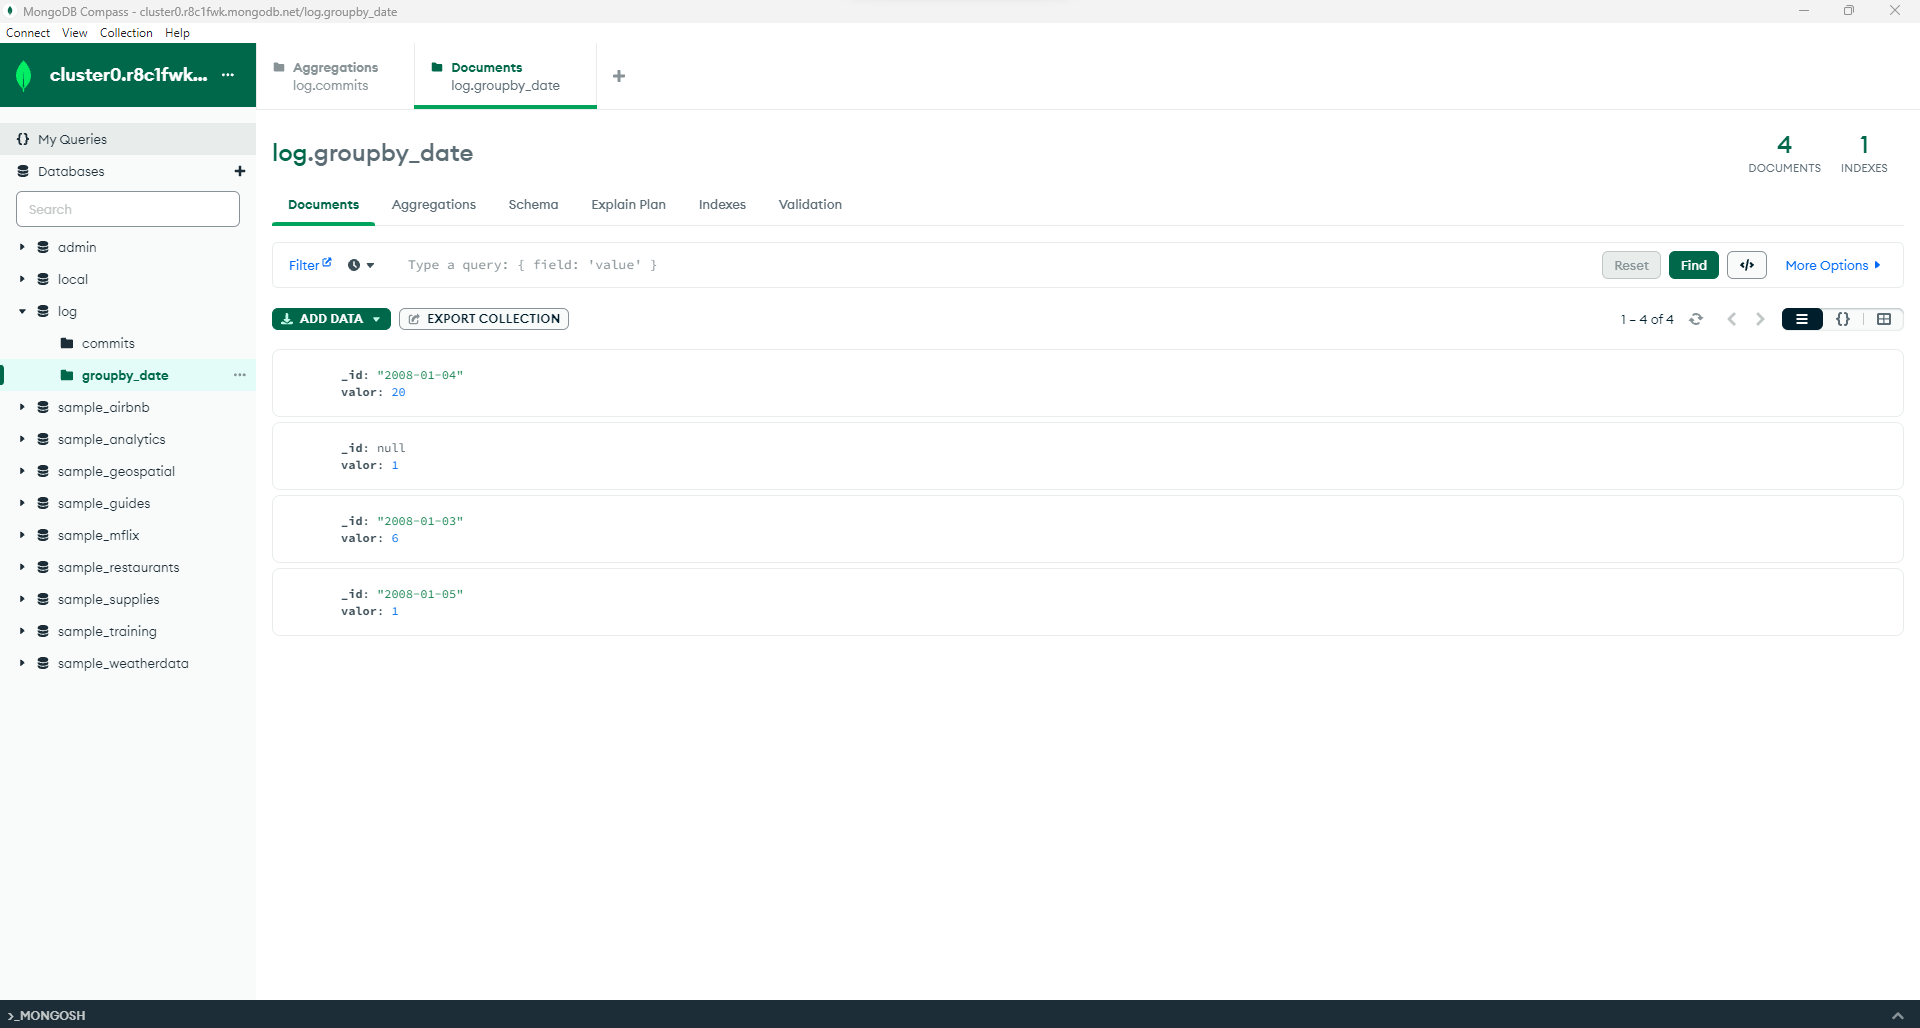 MongoDB Compass - cluster0.r8c1fwk.mongodb.net/log.groupby_date
Connect View Collection Help
cluster0.r8c1fwk... ...
Aggregations
log.commits
Documents
log.groupby_date
+
{} My Queries
Databases +
Search
admin
local
log
commits
groupby_date ...
sample_airbnb
sample_analytics
sample_geospatial
sample_guides
sample_mflix
sample_restaurants
sample_supplies
sample_training
sample_weatherdata
log.groupby_date
4
DOCUMENTS
1
INDEXES
Documents Aggregations Schema Explain Plan Indexes Validation
Filter Type a query: { field: 'value' } Reset Find </> More Options
ADD DATA EXPORT COLLECTION 1 – 4 of 4 {}
_id: "2008-01-04"
valor: 20
_id: null
valor: 1
_id: "2008-01-03"
valor: 6
_id: "2008-01-05"
valor: 1
>_MONGOSH